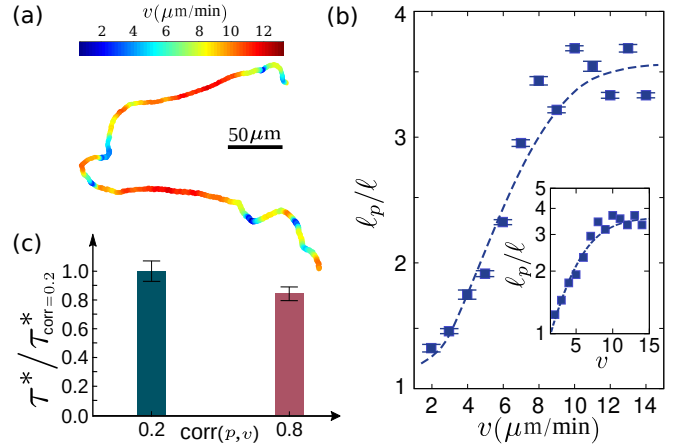 (a)
v(μm/min)
2 4 6 8 10 12
50μm
(b)
4
3
2
1
ℓp/ℓ
2 4 6 8 10 12 14
v(μm/min)
5
4
3
2
1
ℓp/ℓ
5 10 15
v
(c)
1.0
0.8
0.6
0.4
0.2
0.0
τ*/τ*corr=0.2
0.2 0.8
corr(p,v)